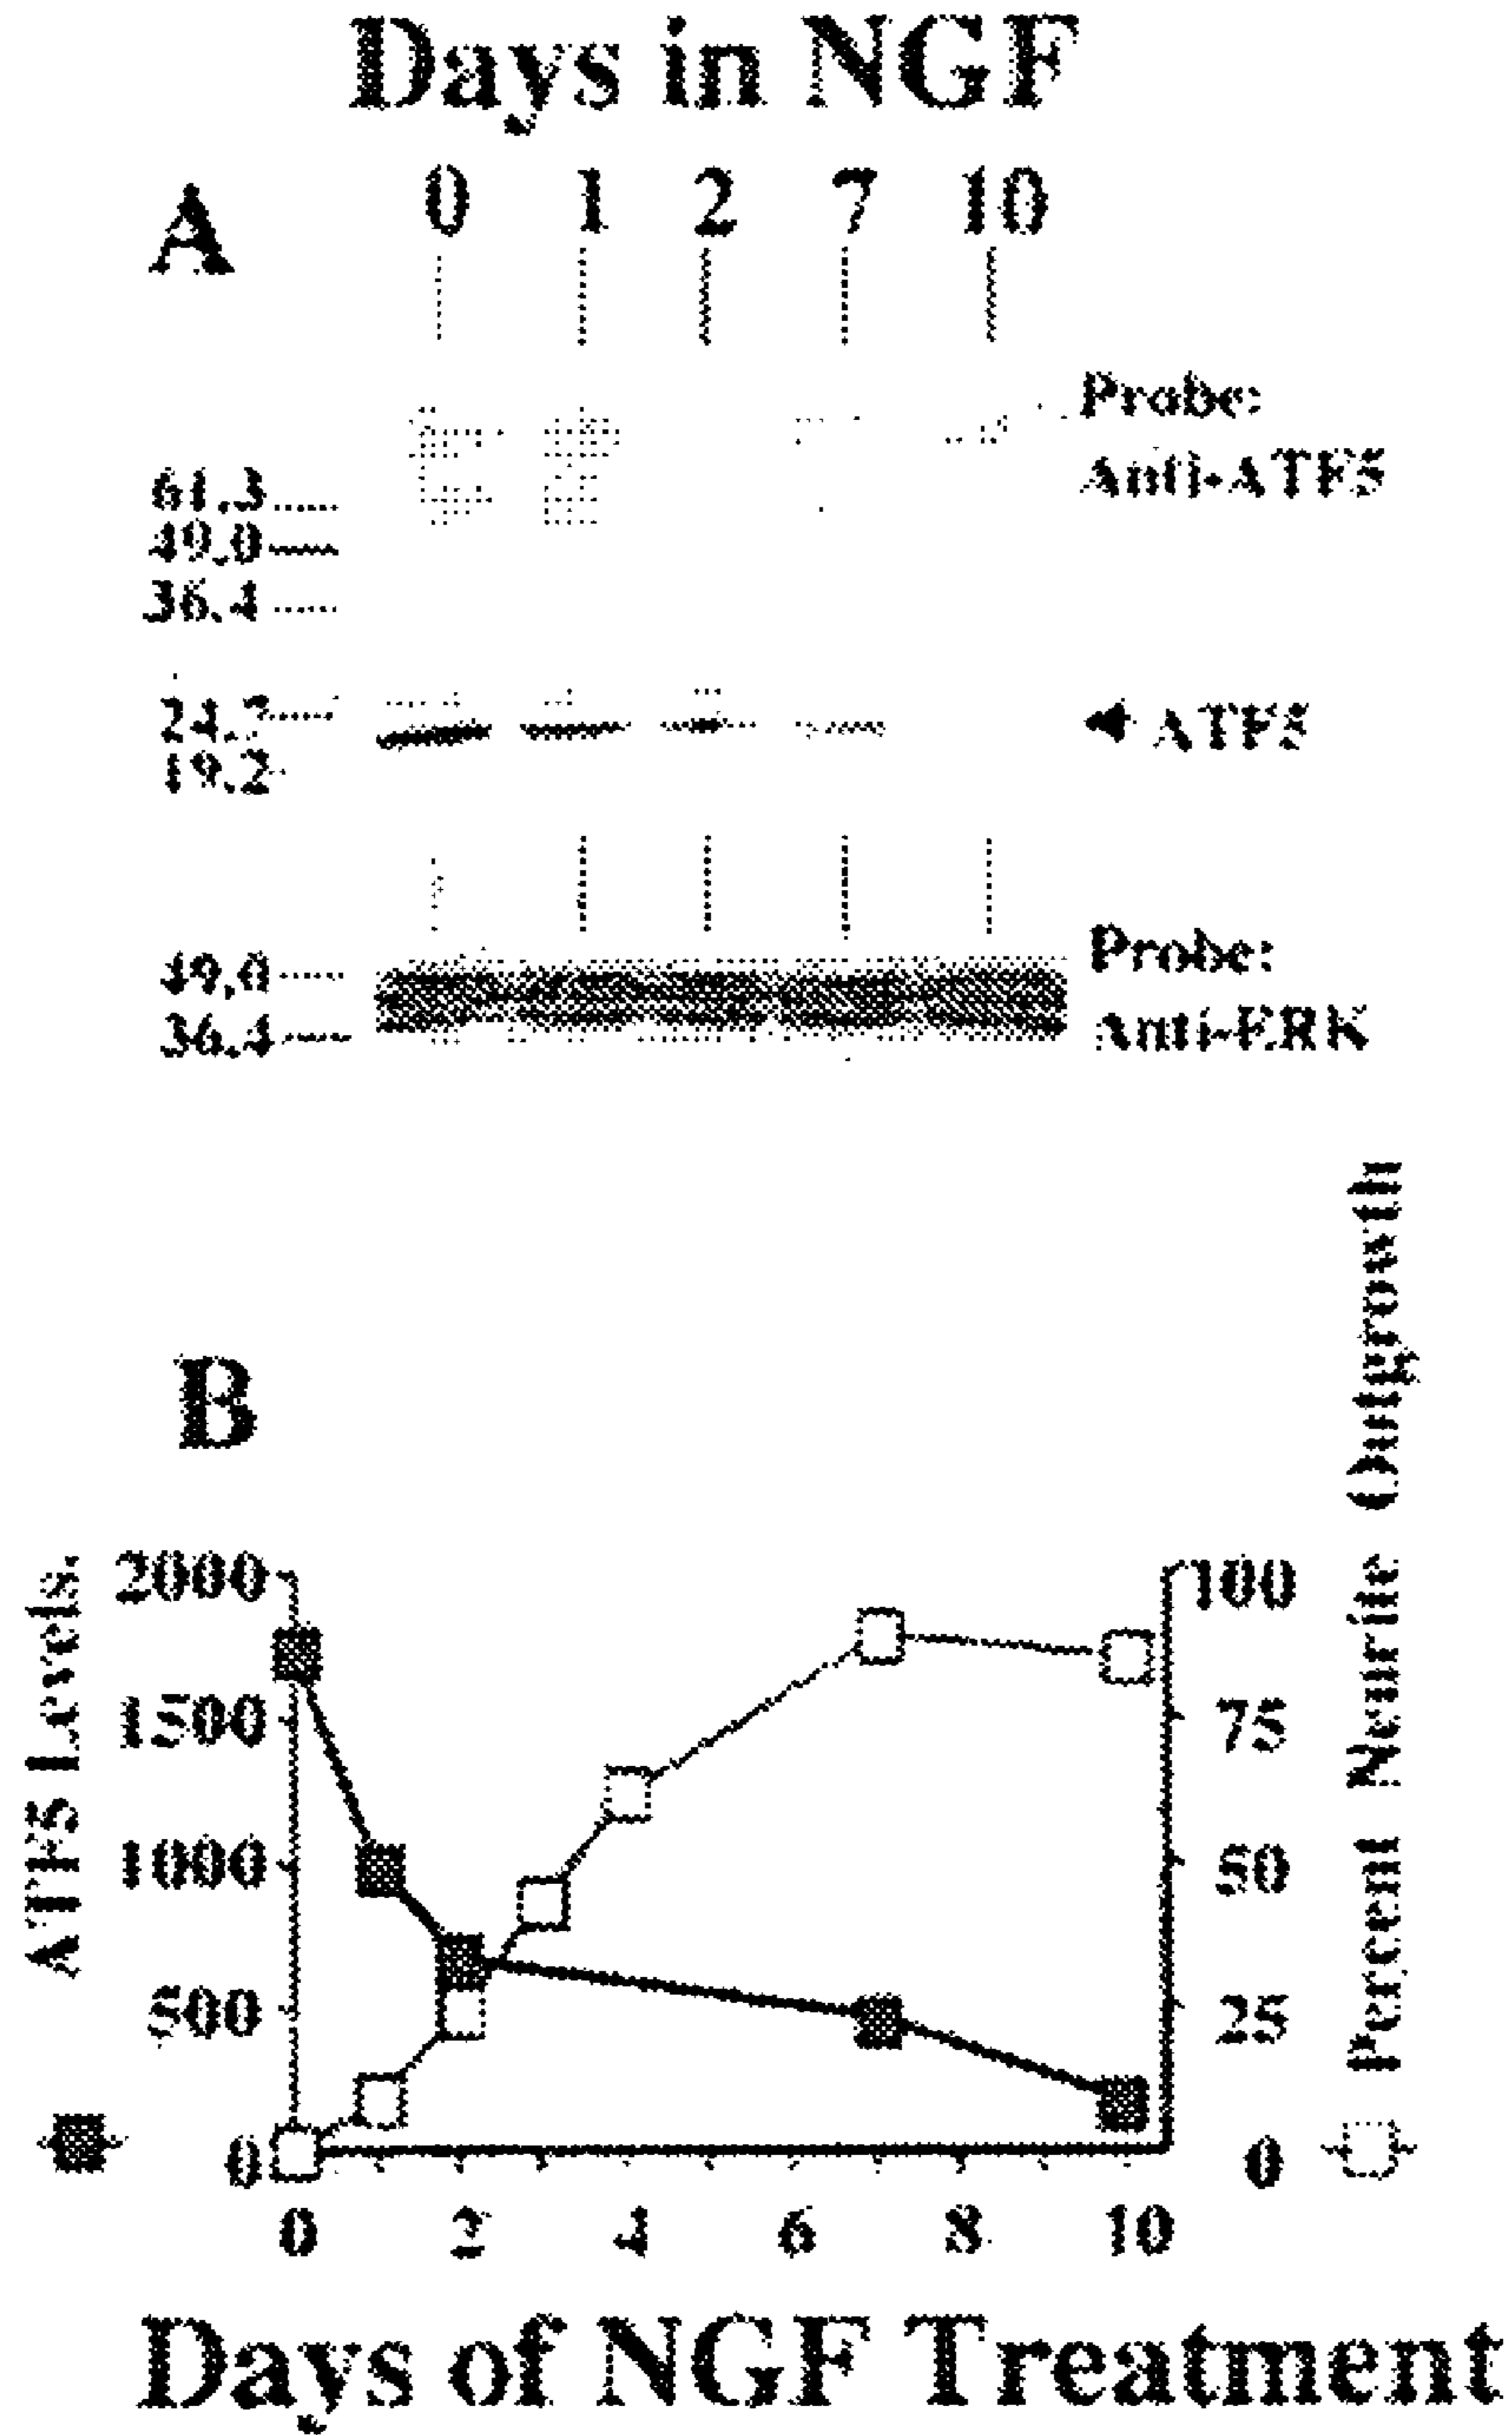 Days in NGF
A
0 1 2 7 10
Probe:
Anti-ATF5
61.3
49.0
36.4
24.7
19.2
ATF5
49.0
36.4
Probe:
Anti-ERK
B
ATF5 Levels
2000
1500
1000
500
0
100
75
50
25
0
Percent Neurite Outgrowth
0 2 4 6 8 10
Days of NGF Treatment